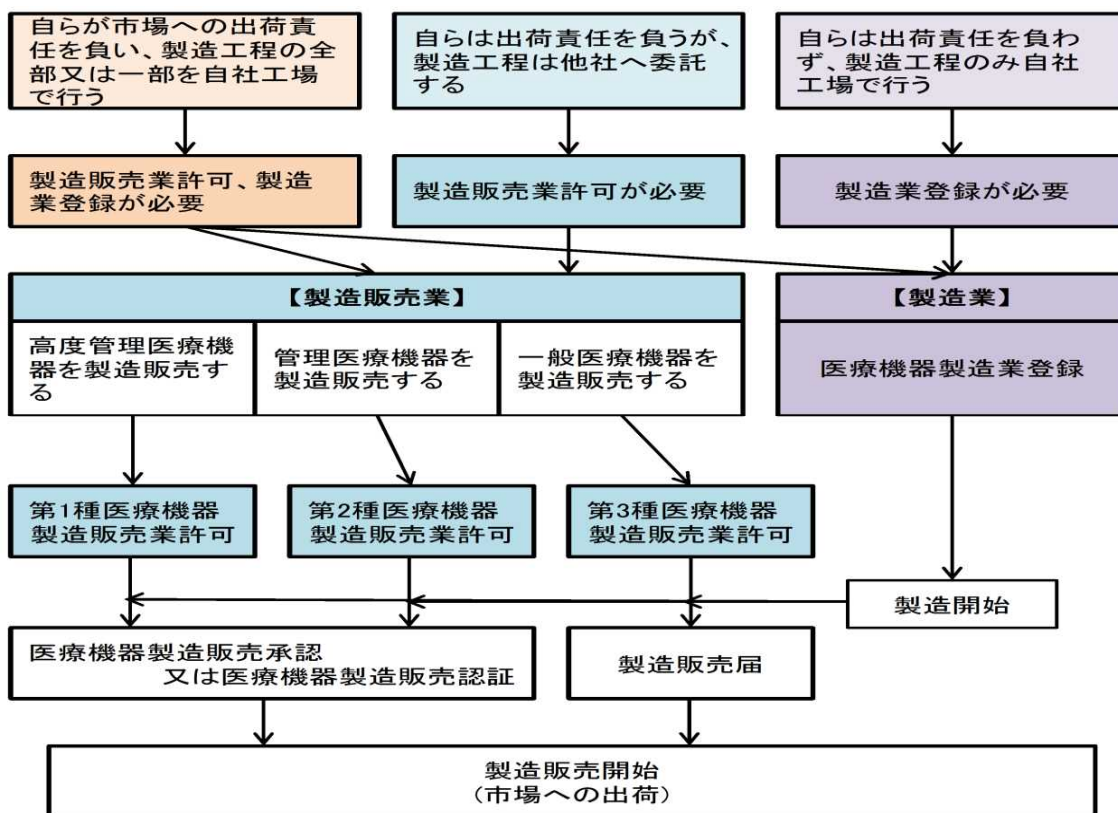 自らが市場への出荷責
任を負い、製造工程の全
部又は一部を自社工場
で行う
自らは出荷責任を負うが、
製造工程は他社へ委託
する
自らは出荷責任を負わ
ず、製造工程のみ自社
工場で行う
製造販売業許可、製造
業登録が必要
製造販売業許可が必要
製造業登録が必要
【製造販売業】
【製造業】
高度管理医療機
器を製造販売す
る
管理医療機器を
製造販売する
一般医療機器を
製造販売する
医療機器製造業登録
第1種医療機器
製造販売業許可
第2種医療機器
製造販売業許可
第3種医療機器
製造販売業許可
製造開始
医療機器製造販売承認
又は医療機器製造販売認証
製造販売届
製造販売開始
(市場への出荷)